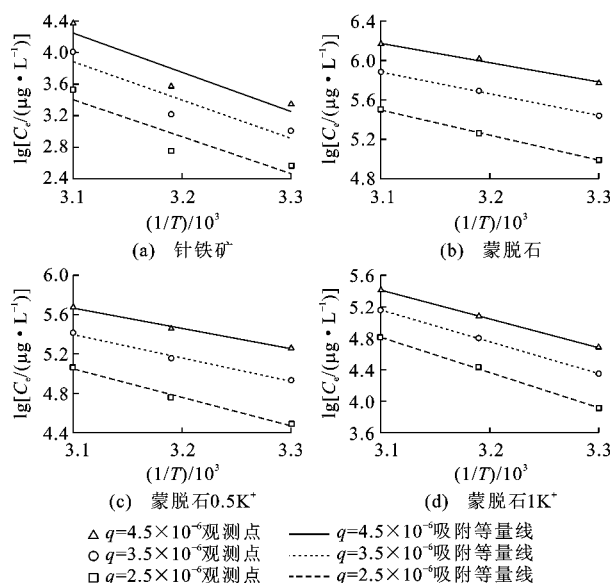 lg[Cₑ/(μg·L⁻¹)]
4.4
4.0
3.6
3.2
2.8
2.4
3.1
3.2
3.3
(1/T)/10³
(a) 针铁矿
lg[Cₑ/(μg·L⁻¹)]
6.4
6.0
5.6
5.2
4.8
3.1
3.2
3.3
(1/T)/10³
(b) 蒙脱石
lg[Cₑ/(μg·L⁻¹)]
6.0
5.6
5.2
4.8
4.4
3.1
3.2
3.3
(1/T)/10³
(c) 蒙脱石0.5K⁺
lg[Cₑ/(μg·L⁻¹)]
5.6
5.2
4.8
4.4
4.0
3.6
3.1
3.2
3.3
(1/T)/10³
(d) 蒙脱石1K⁺
△ q=4.5×10⁻⁶观测点 —— q=4.5×10⁻⁶吸附等量线
○ q=3.5×10⁻⁶观测点 ······ q=3.5×10⁻⁶吸附等量线
□ q=2.5×10⁻⁶观测点 --- q=2.5×10⁻⁶吸附等量线